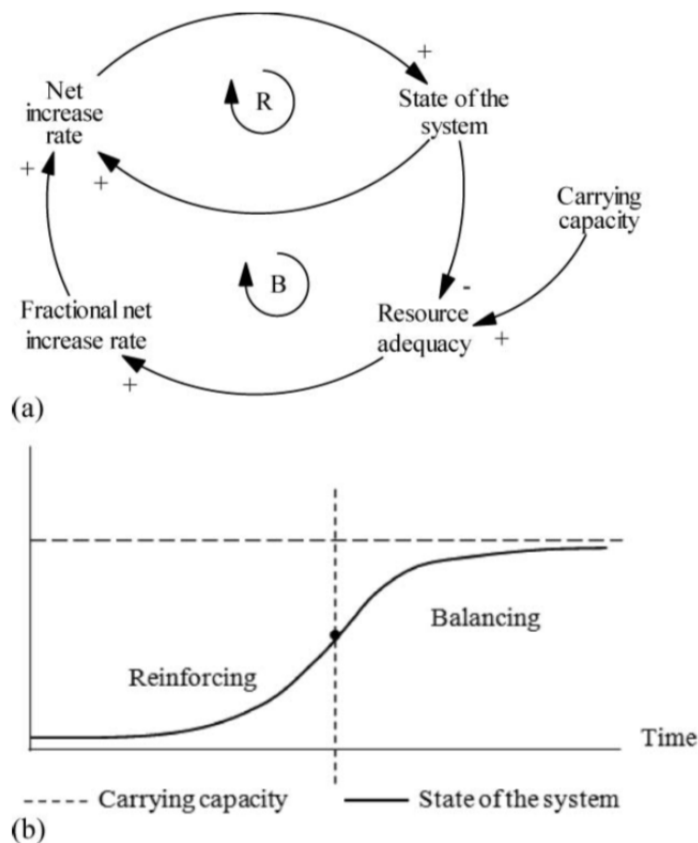 +
Net
increase
rate
R
State of the
system
+
+
Carrying
capacity
B
-
Fractional net
increase rate
Resource
adequacy
+
+
(a)
Balancing
Reinforcing
Time
Carrying capacity
State of the system
(b)